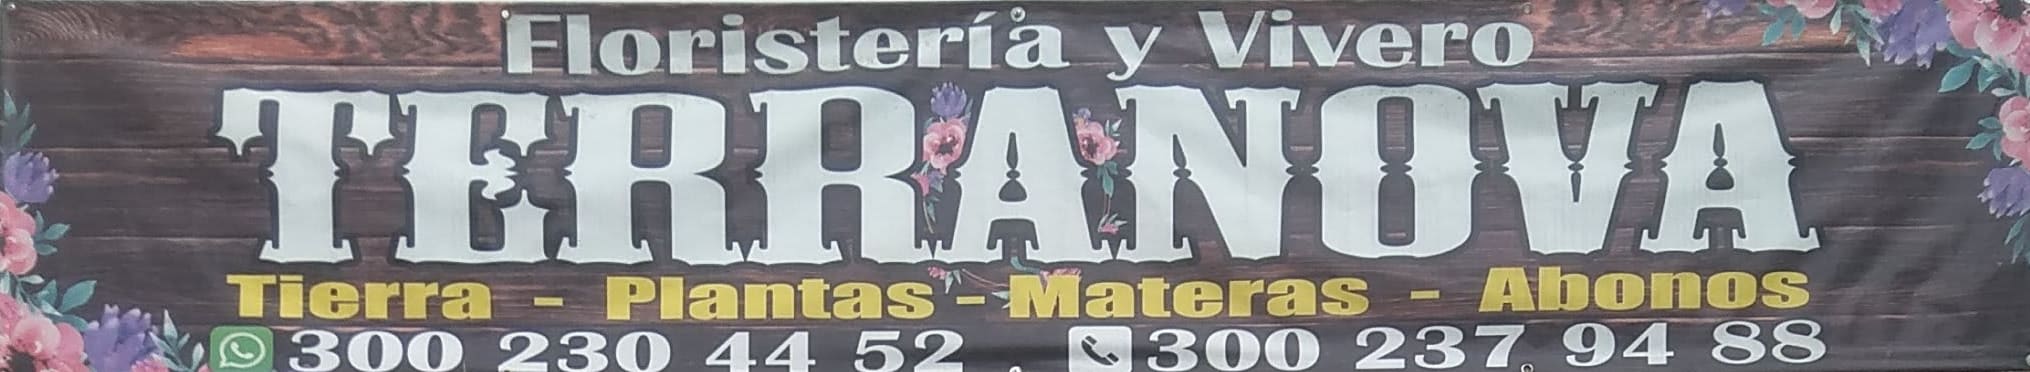 Floristería y Vivero
TERRANOVA
Tierra - Plantas - Materas - Abonos
300 230 44 52 300 237 94 88